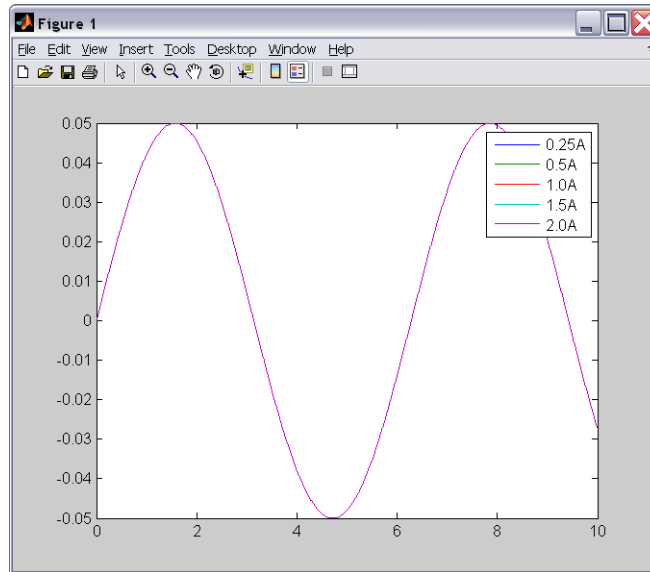 Figure 1
File Edit View Insert Tools Desktop Window Help
0.05
0.04
0.03
0.02
0.01
0
-0.01
-0.02
-0.03
-0.04
-0.05
0 2 4 6 8 10
0.25A
0.5A
1.0A
1.5A
2.0A